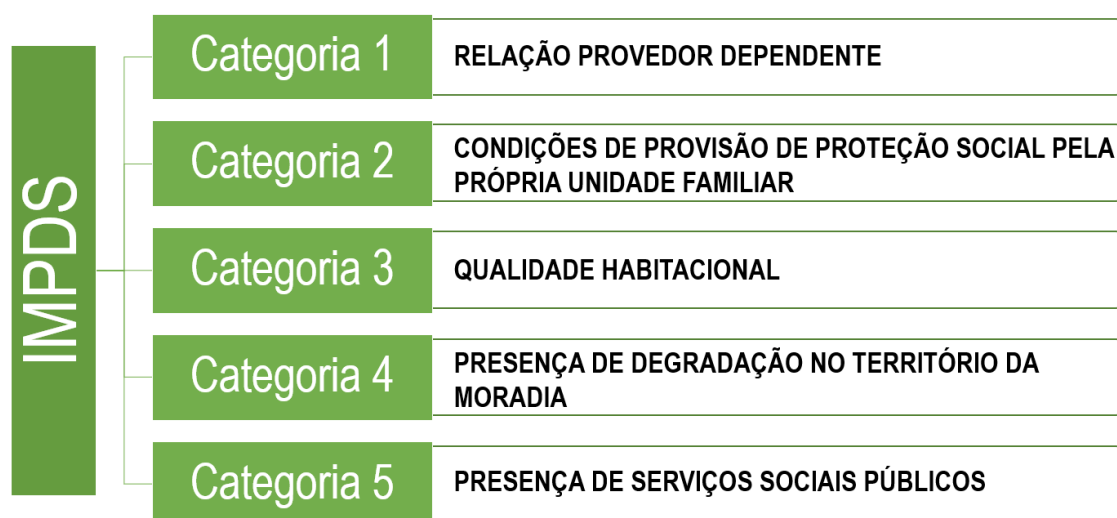 IMPDS
Categoria 1
RELAÇÃO PROVEDOR DEPENDENTE
Categoria 2
CONDIÇÕES DE PROVISÃO DE PROTEÇÃO SOCIAL PELA
PRÓPRIA UNIDADE FAMILIAR
Categoria 3
QUALIDADE HABITACIONAL
Categoria 4
PRESENÇA DE DEGRADAÇÃO NO TERRITÓRIO DA
MORADIA
Categoria 5
PRESENÇA DE SERVIÇOS SOCIAIS PÚBLICOS